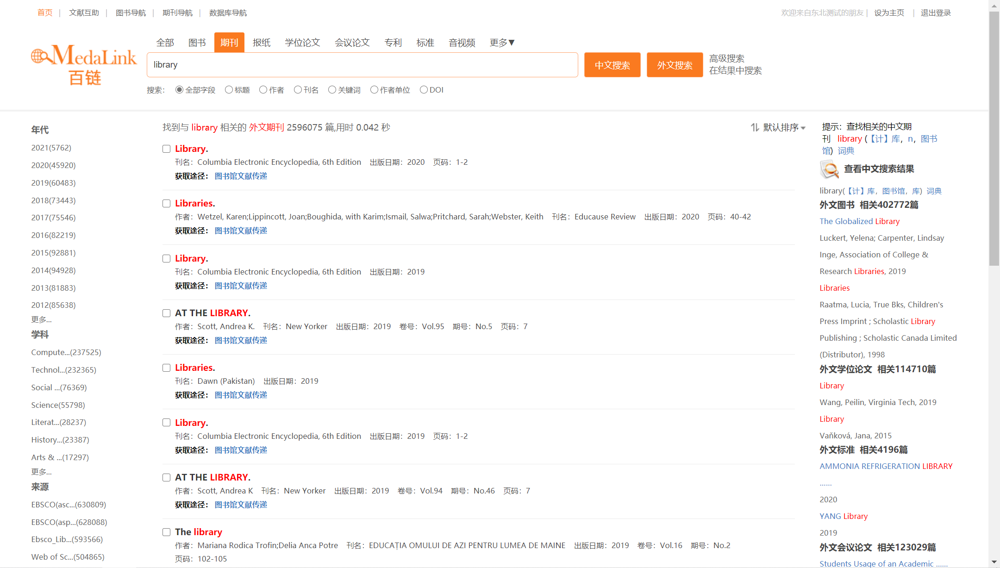 首页 | 文献互助 | 图书导航 | 期刊导航 | 数据库导航
欢迎来自东北测试的朋友 | 设为主页 | 退出登录
MedaLink
百链
全部 图书 期刊 报纸 学位论文 会议论文 专利 标准 音视频 更多▼
library
中文搜索 外文搜索
高级搜索
在结果中搜索
搜索: 全部字段 标题 作者 刊名 关键词 作者单位 DOI
年代
2021(5762)
2020(45920)
2019(60483)
2018(73443)
2017(75546)
2016(82219)
2015(92881)
2014(94928)
2013(81883)
2012(85638)
更多...
学科
Compute...(237525)
Technol...(232365)
Social ...(76369)
Science(55798)
Literat...(28237)
History...(23387)
Arts & ...(17297)
更多...
来源
EBSCO(asc...(630809)
EBSCO(asp...(628088)
Ebsco_Lib...(593566)
Web of Sc...(504865)
找到与 library 相关的 外文期刊 2596075 篇,用时 0.042 秒
默认排序
Library.
刊名：Columbia Electronic Encyclopedia, 6th Edition 出版日期：2020 页码：1-2
获取途径： 图书馆文献传递
Libraries.
作者：Wetzel, Karen;Lippincott, Joan;Boughida, with Karim;Ismail, Salwa;Pritchard, Sarah;Webster, Keith 刊名：Educause Review 出版日期：2020 页码：40-42
获取途径： 图书馆文献传递
Library.
刊名：Columbia Electronic Encyclopedia, 6th Edition 出版日期：2019
获取途径： 图书馆文献传递
AT THE LIBRARY.
作者：Scott, Andrea K. 刊名：New Yorker 出版日期：2019 卷号：Vol.95 期号：No.5 页码：7
获取途径： 图书馆文献传递
Libraries.
刊名：Dawn (Pakistan) 出版日期：2019
获取途径： 图书馆文献传递
Library.
刊名：Columbia Electronic Encyclopedia, 6th Edition 出版日期：2019 页码：1-2
获取途径： 图书馆文献传递
AT THE LIBRARY.
作者：Scott, Andrea K 刊名：New Yorker 出版日期：2019 卷号：Vol.94 期号：No.46 页码：7
获取途径： 图书馆文献传递
The library
作者：Mariana Rodica Trofin;Delia Anca Potre 刊名：EDUCAȚIA OMULUI DE AZI PENTRU LUMEA DE MAINE 出版日期：2019 卷号：Vol.16 期号：No.2
页码：102-105
提示：查找相关的中文期
刊 library (【计】库，n，图书
馆) 词典
查看中文搜索结果
library(【计】库，图书馆，库) 词典
外文图书 相关402772篇
The Globalized Library
Luckert, Yelena; Carpenter, Lindsay
Inge, Association of College &
Research Libraries, 2019
Libraries
Raatma, Lucia, True Bks, Children's
Press Imprint ; Scholastic Library
Publishing ; Scholastic Canada Limited
(Distributor), 1998
外文学位论文 相关114710篇
Library
Wang, Peilin, Virginia Tech, 2019
Library
Vaňková, Jana, 2015
外文标准 相关4196篇
AMMONIA REFRIGERATION LIBRARY
......
2020
YANG Library
2019
外文会议论文 相关123029篇
Students Usage of an Academic ......